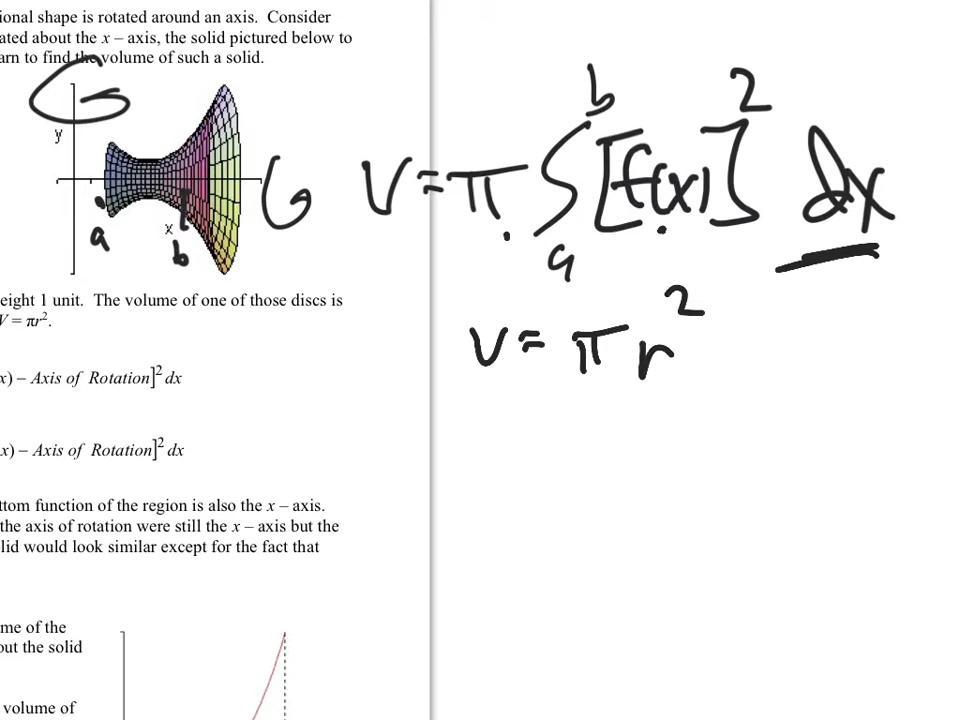 ional shape is rotated around an axis. Consider
ated about the x – axis, the solid pictured below to
arn to find the volume of such a solid.
y
x
a
b
V = π ∫ₐᵇ [f(x)]² dx
eight 1 unit. The volume of one of those discs is
V = πr².
V = π r²
x) – Axis of Rotation]² dx
x) – Axis of Rotation]² dx
ttom function of the region is also the x – axis.
the axis of rotation were still the x – axis but the
lid would look similar except for the fact that
me of the
out the solid
volume of